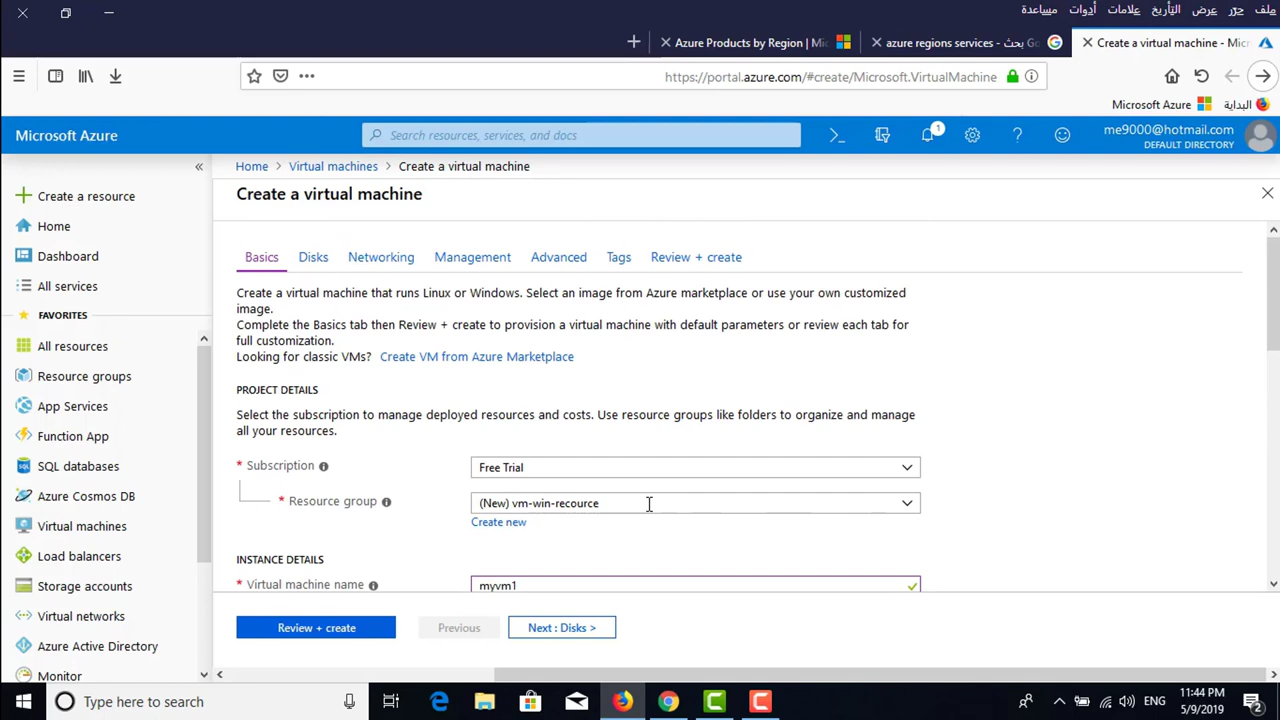 ملف
حرّر
عرض
التأريخ
علامات
أدوات
مساعدة
Create a virtual machine - Micr
azure regions services - بحث Go
Azure Products by Region | Mic
https://portal.azure.com/#create/Microsoft.VirtualMachine
البداية
Microsoft Azure
Microsoft Azure
Search resources, services, and docs
1
me9000@hotmail.com
DEFAULT DIRECTORY
Home > Virtual machines > Create a virtual machine
Create a virtual machine
Create a resource
Home
Dashboard
All services
FAVORITES
All resources
Resource groups
App Services
Function App
SQL databases
Azure Cosmos DB
Virtual machines
Load balancers
Storage accounts
Virtual networks
Azure Active Directory
Monitor
Basics Disks Networking Management Advanced Tags Review + create
Create a virtual machine that runs Linux or Windows. Select an image from Azure marketplace or use your own customized
image.
Complete the Basics tab then Review + create to provision a virtual machine with default parameters or review each tab for
full customization.
Looking for classic VMs? Create VM from Azure Marketplace
PROJECT DETAILS
Select the subscription to manage deployed resources and costs. Use resource groups like folders to organize and manage
all your resources.
* Subscription
Free Trial
* Resource group
(New) vm-win-recource
Create new
INSTANCE DETAILS
* Virtual machine name
myvm1
Review + create
Previous
Next : Disks >
Type here to search
ENG
11:44 PM
5/9/2019
2